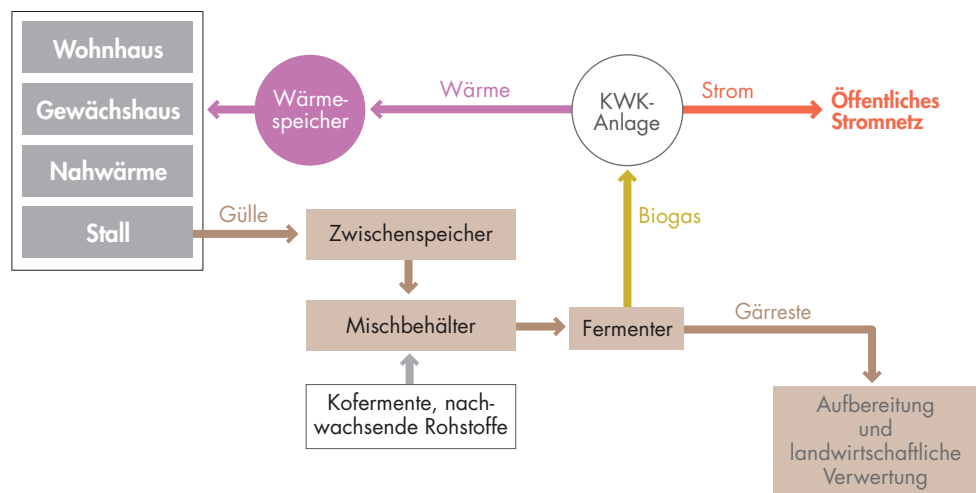 Wohnhaus
Gewächshaus
Nahwärme
Stall
Wärme-
speicher
Wärme
KWK-
Anlage
Strom
Öffentliches
Stromnetz
Gülle
Zwischenspeicher
Biogas
Mischbehälter
Fermenter
Gärreste
Kofermente, nach-
wachsende Rohstoffe
Aufbereitung
und
landwirtschaftliche
Verwertung